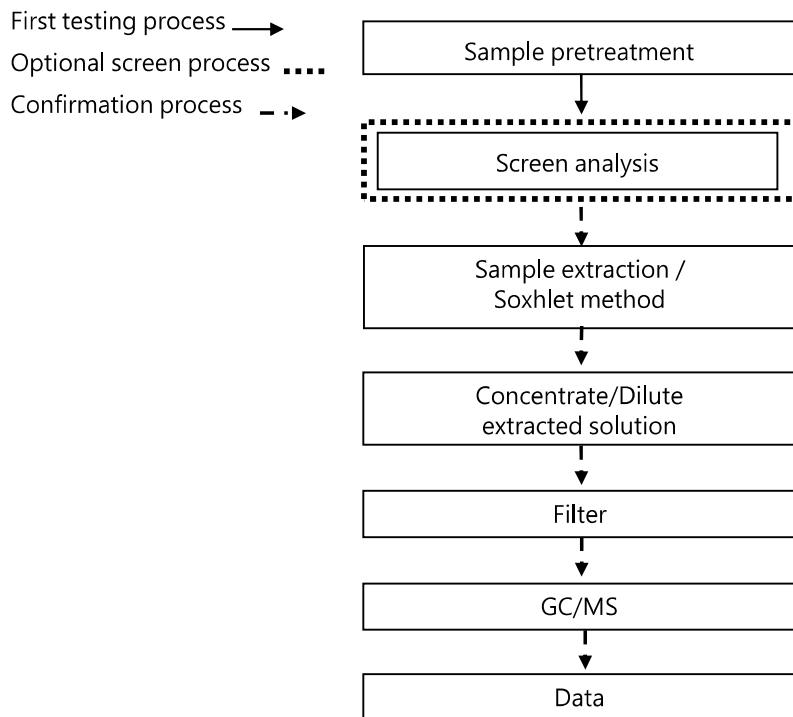 First testing process
Optional screen process
Confirmation process
Sample pretreatment
Screen analysis
Sample extraction /
Soxhlet method
Concentrate/Dilute
extracted solution
Filter
GC/MS
Data